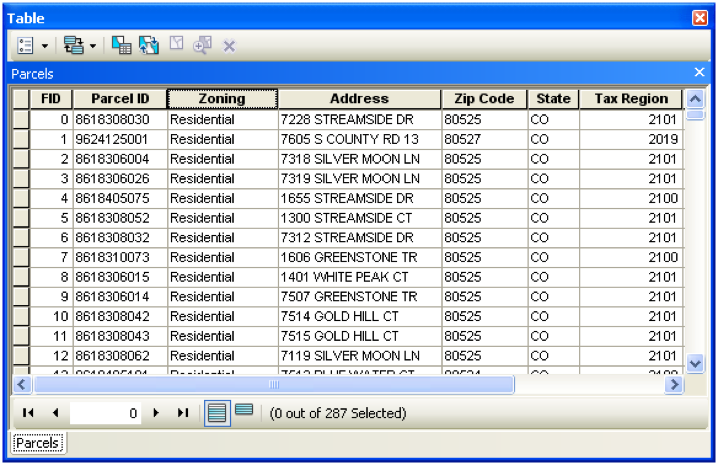 Table
Parcels
FID Parcel ID Zoning Address Zip Code State Tax Region
0 8618308030 Residential 7228 STREAMSIDE DR 80525 CO 2101
1 9624125001 Residential 7605 S COUNTY RD 13 80527 CO 2019
2 8618306004 Residential 7318 SILVER MOON LN 80525 CO 2101
3 8618306026 Residential 7319 SILVER MOON LN 80525 CO 2101
4 8618405075 Residential 1655 STREAMSIDE DR 80525 CO 2100
5 8618308052 Residential 1300 STREAMSIDE CT 80525 CO 2101
6 8618308032 Residential 7312 STREAMSIDE DR 80525 CO 2101
7 8618310073 Residential 1606 GREENSTONE TR 80525 CO 2100
8 8618306015 Residential 1401 WHITE PEAK CT 80525 CO 2101
9 8618306014 Residential 7507 GREENSTONE TR 80525 CO 2101
10 8618308042 Residential 7514 GOLD HILL CT 80525 CO 2101
11 8618308043 Residential 7515 GOLD HILL CT 80525 CO 2101
12 8618308062 Residential 7119 SILVER MOON LN 80525 CO 2101
0 (0 out of 287 Selected)
Parcels